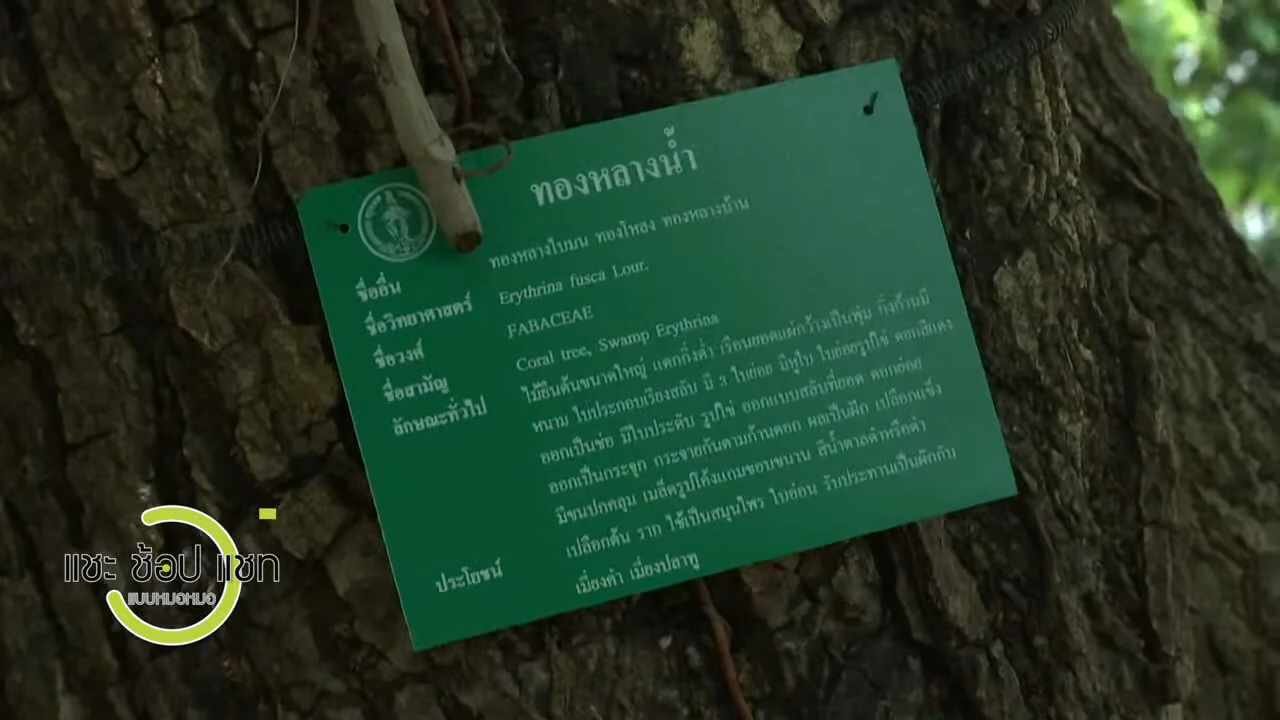 ทองหลางน้ำ
ชื่ออื่น ทองหลางใบมน ทองโหลง ทองหลางบ้าน
ชื่อวิทยาศาสตร์ Erythrina fusca Lour.
ชื่อวงศ์ FABACEAE
ชื่อสามัญ Coral tree, Swamp Erythrina
ลักษณะทั่วไป ไม้ยืนต้นขนาดใหญ่ แตกกิ่งต่ำ เรือนยอดแผ่กว้างเป็นพุ่ม กิ่งก้านมี
หนาม ใบประกอบเรียงสลับ มี 3 ใบย่อย มีหูใบ ใบย่อยรูปไข่ ดอกสีแดง
ออกเป็นช่อ มีใบประดับ รูปไข่ ออกแบบสลับที่ยอด ดอกย่อย
ออกเป็นกระจุก กระจายกันตามก้านดอก ผลเป็นฝัก เปลือกแข็ง
มีขนปกคลุม เมล็ดรูปโค้งแกมขอบขนาน สีน้ำตาลดำหรือดำ
ประโยชน์ เปลือกต้น ราก ใช้เป็นสมุนไพร ใบอ่อน รับประทานเป็นผักกับ
เมี่ยงคำ เมี่ยงปลาทู
แชะ ช้อป แชท
แบบหมอหมอ